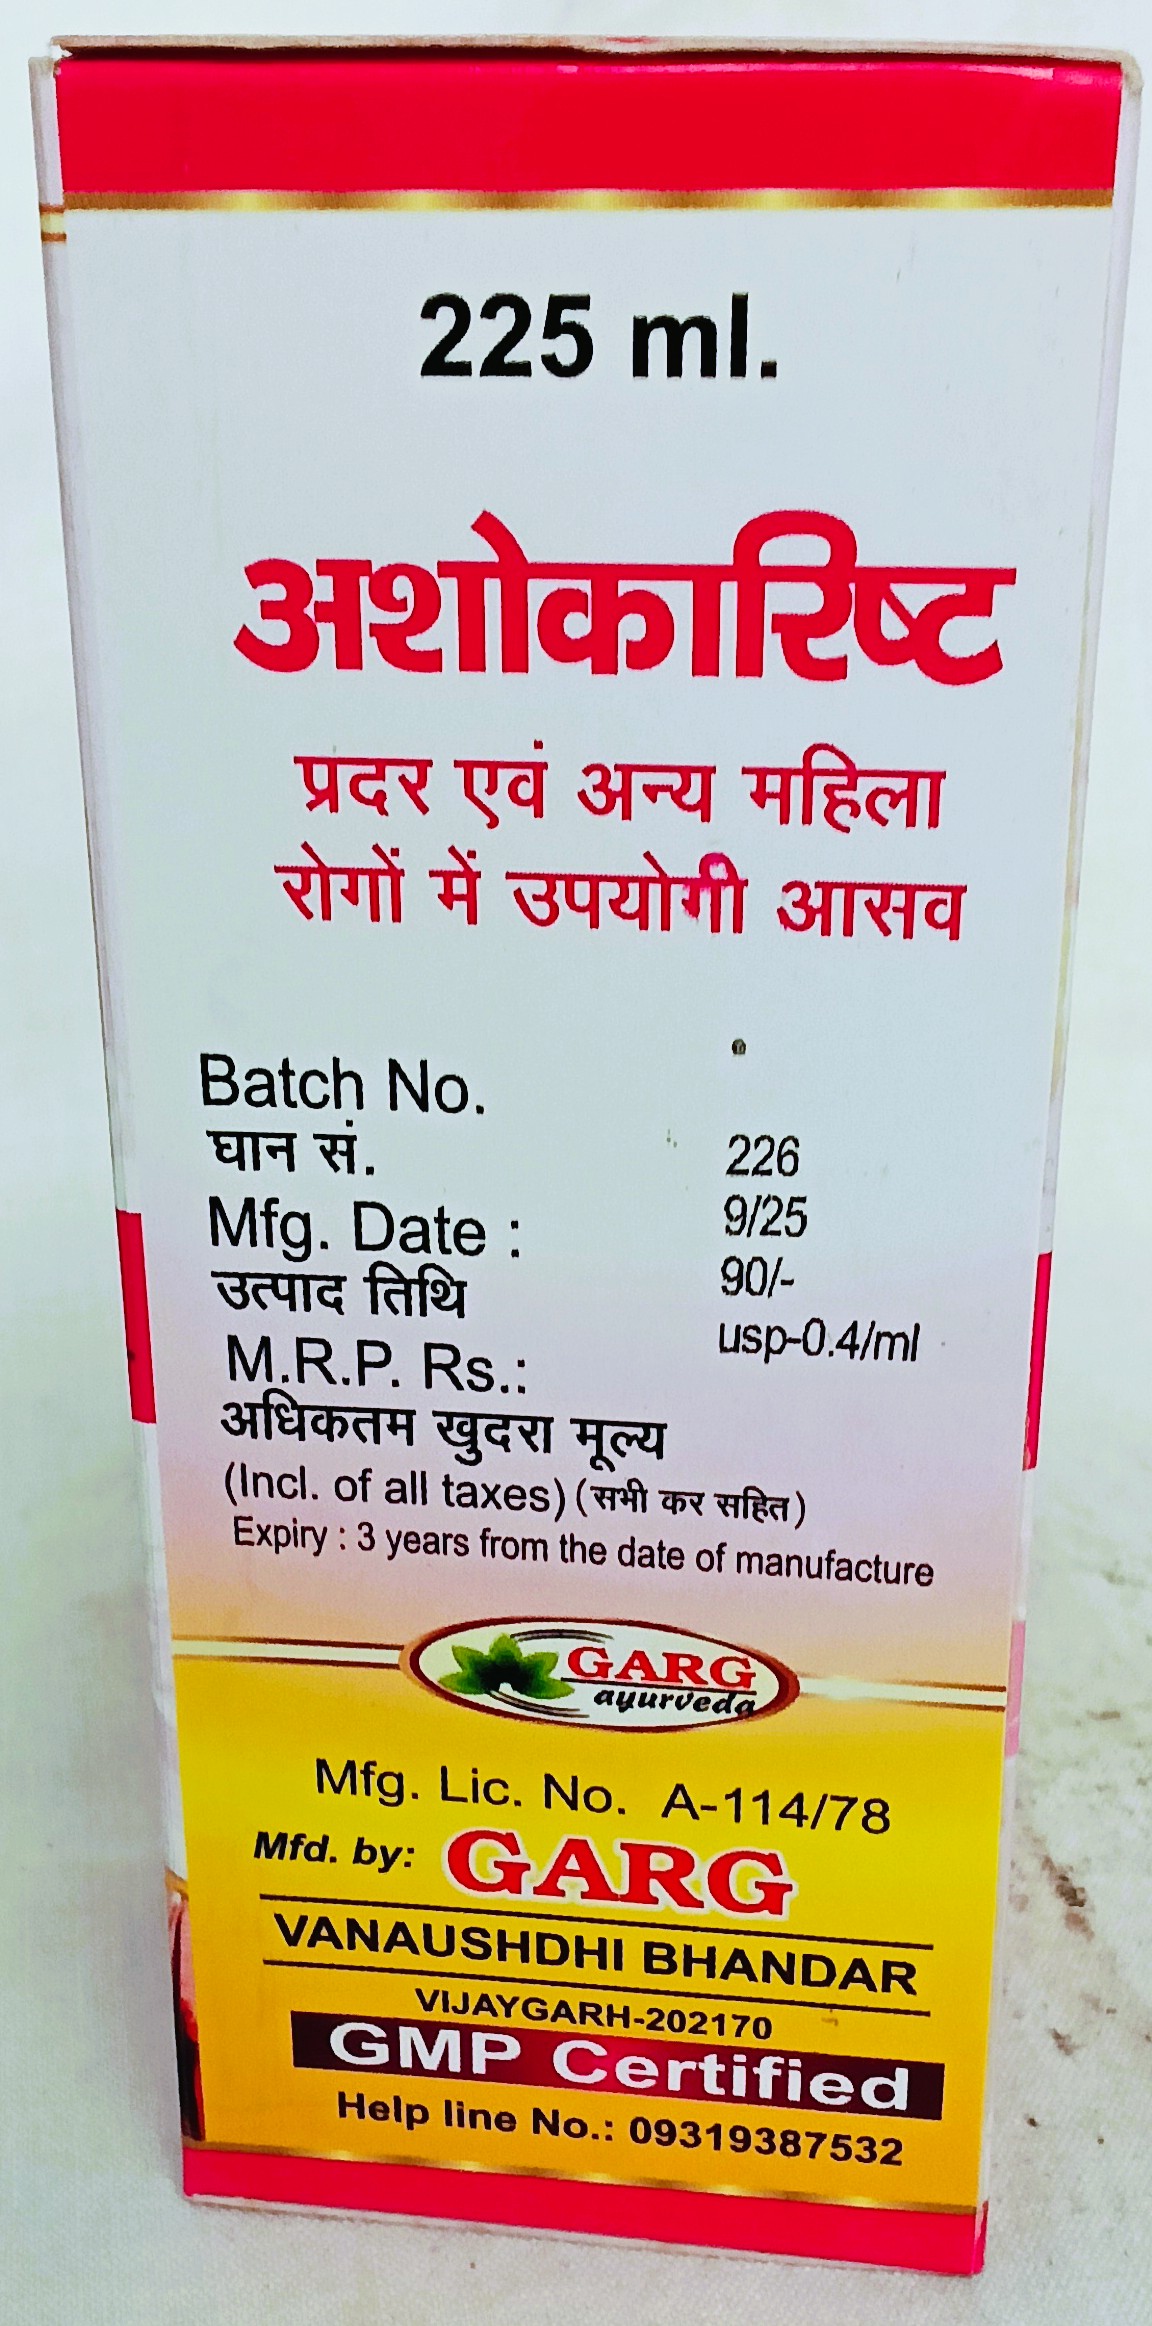 225 ml.
अशोकारिष्ट
प्रदर एवं अन्य महिला
रोगों में उपयोगी आसव
Batch No.
घान सं.
226
Mfg. Date :
9/25
उत्पाद तिथि
90/-
M.R.P. Rs.:
usp-0.4/ml
अधिकतम खुदरा मूल्य
(Incl. of all taxes) (सभी कर सहित)
Expiry : 3 years from the date of manufacture
GARG
ayurveda
Mfg. Lic. No. A-114/78
Mfd. by: GARG
VANAUSHDHI BHANDAR
VIJAYGARH-202170
GMP Certified
Help line No.: 09319387532